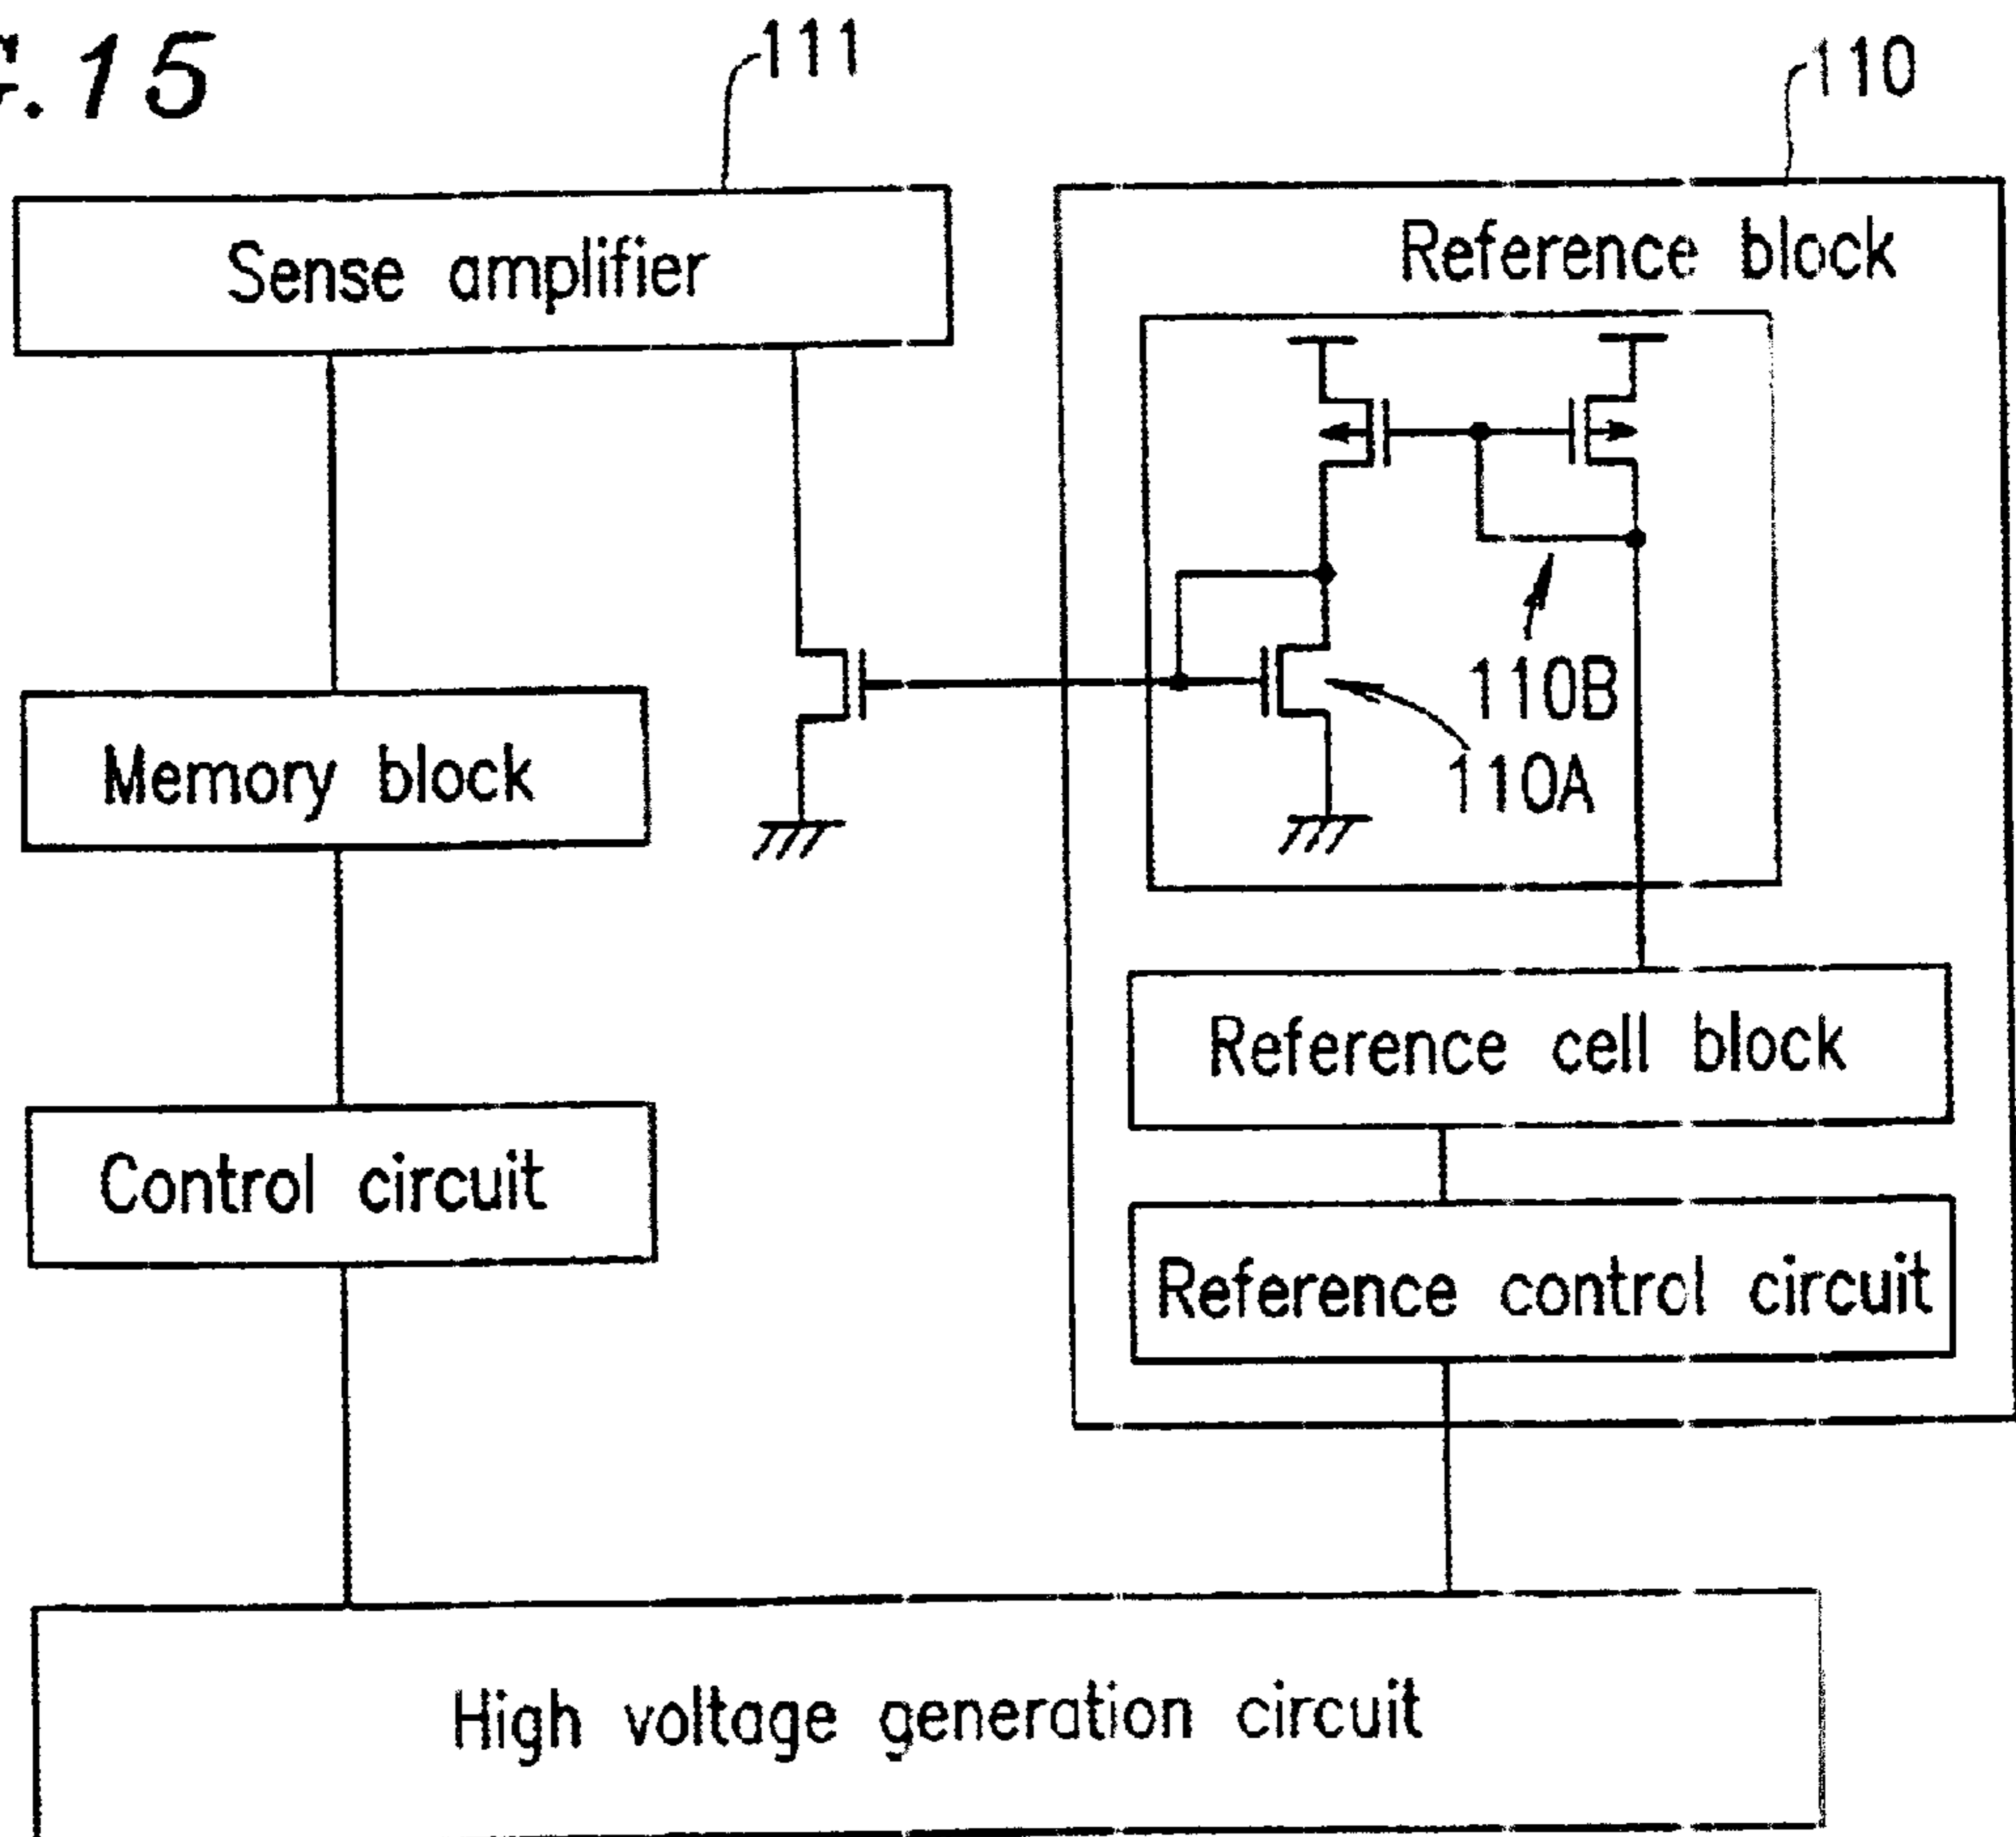 .15
111
110
Sense amplifier
Reference block
110B
Memory block
110A
Reference cell block
Control circuit
Reference control circuit
High voltage generation circuit